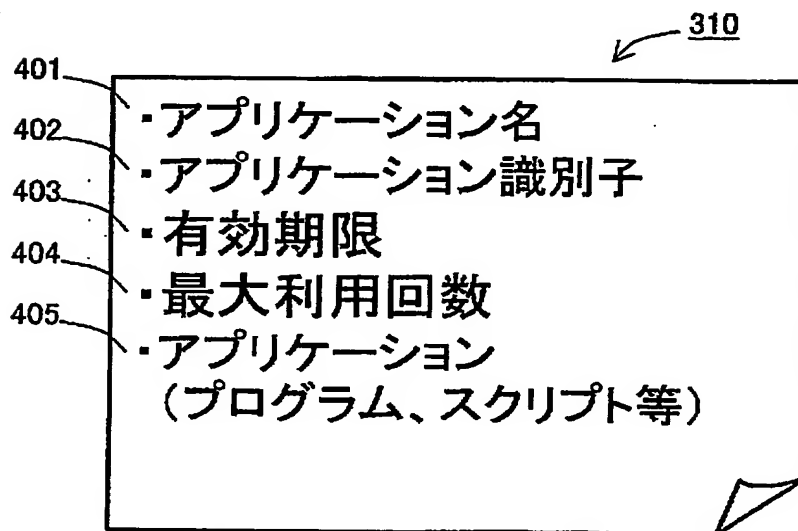 310
401 ・アプリケーション名
402 ・アプリケーション識別子
403 ・有効期限
404 ・最大利用回数
405 ・アプリケーション
（プログラム、スクリプト等）